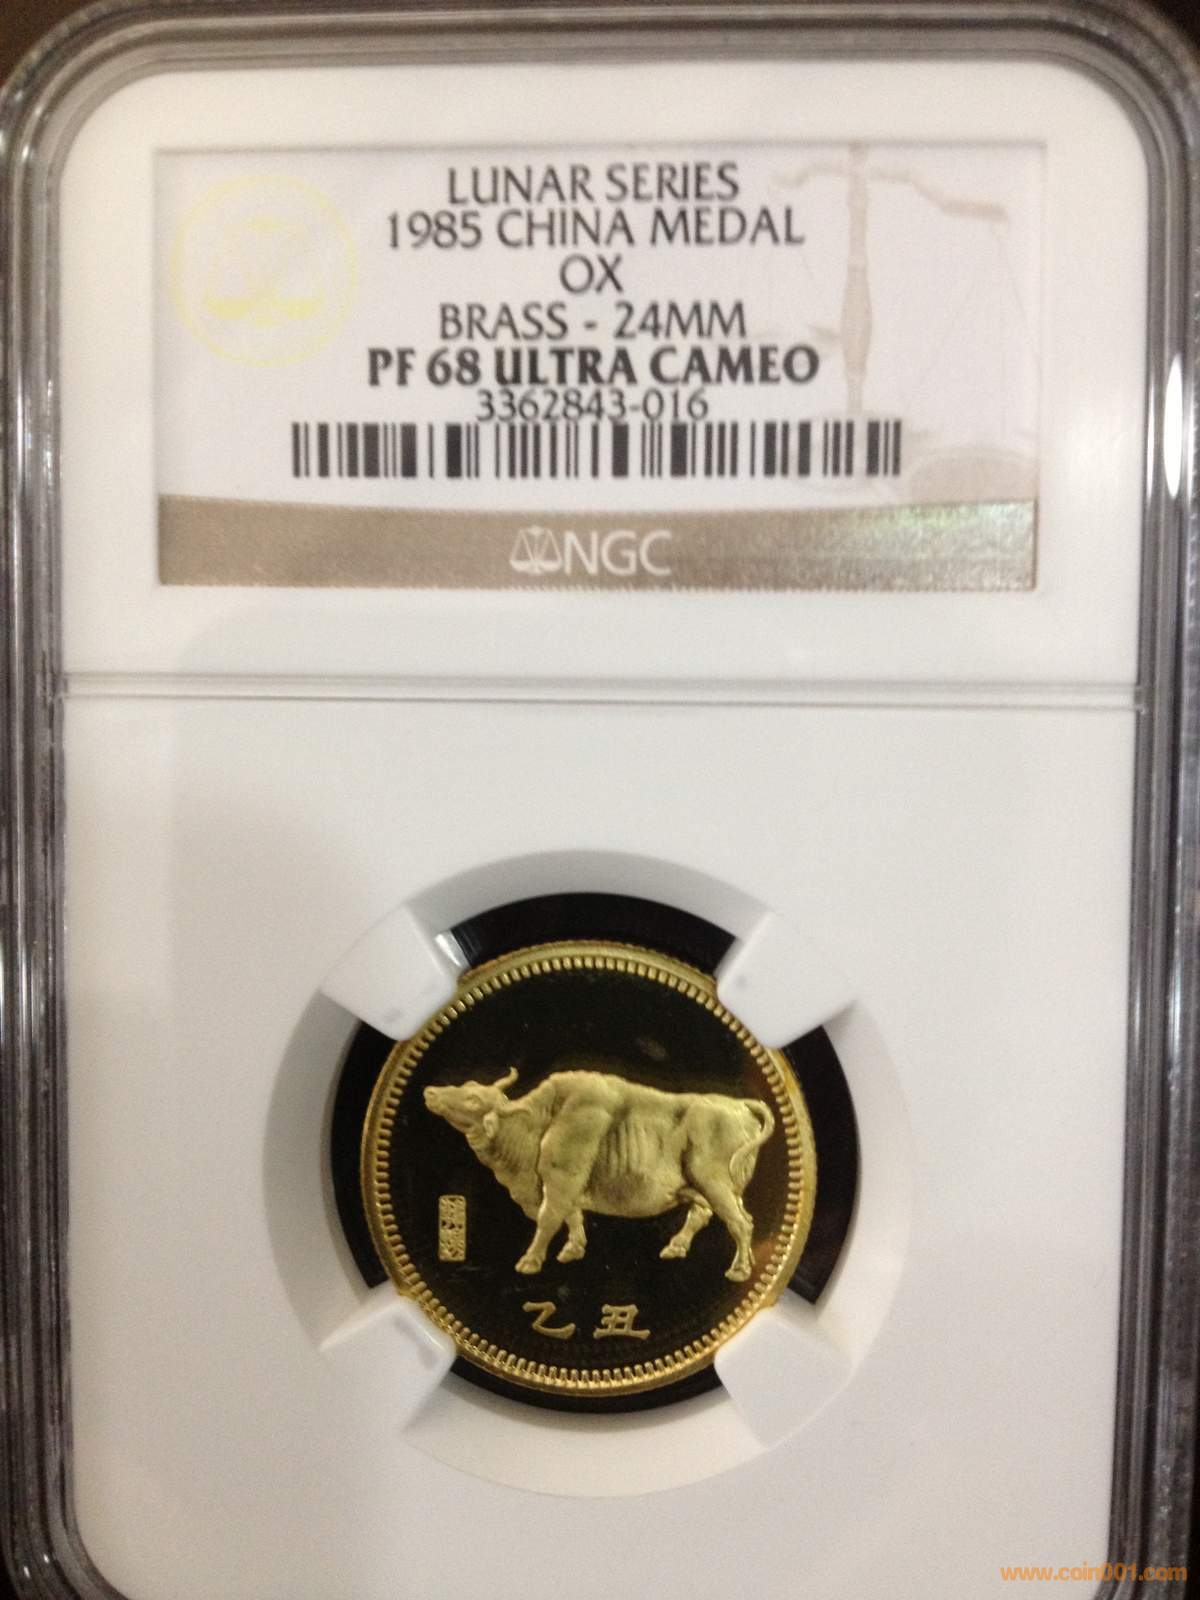 LUNAR SERIES
1985 CHINA MEDAL
OX
BRASS - 24MM
PF 68 ULTRA CAMEO
3362843-016
NGC
乙丑
www.coin001.com